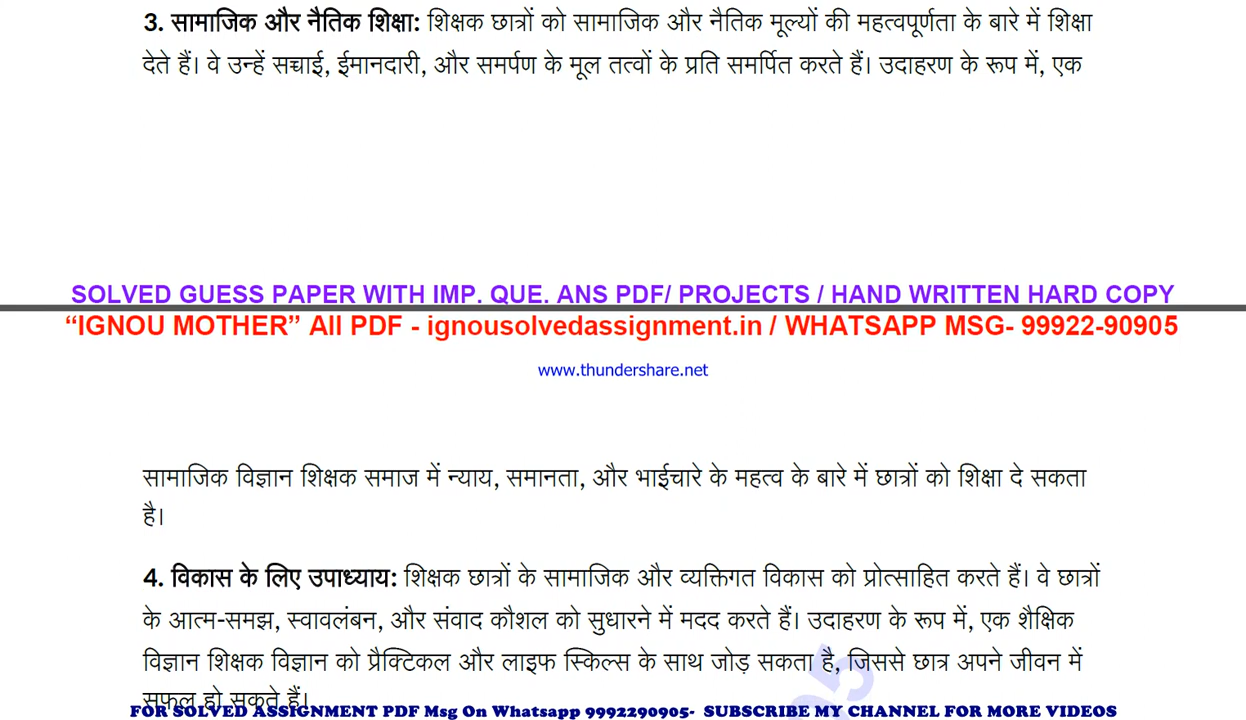 3. सामाजिक और नैतिक शिक्षा: शिक्षक छात्रों को सामाजिक और नैतिक मूल्यों की महत्वपूर्णता के बारे में शिक्षा
देते हैं। वे उन्हें सच्चाई, ईमानदारी, और समर्पण के मूल तत्वों के प्रति समर्पित करते हैं। उदाहरण के रूप में, एक
SOLVED GUESS PAPER WITH IMP. QUE. ANS PDF/ PROJECTS / HAND WRITTEN HARD COPY
“IGNOU MOTHER” All PDF - ignousolvedassignment.in / WHATSAPP MSG- 99922-90905
www.thundershare.net
सामाजिक विज्ञान शिक्षक समाज में न्याय, समानता, और भाईचारे के महत्व के बारे में छात्रों को शिक्षा दे सकता
है।
4. विकास के लिए उपाध्याय: शिक्षक छात्रों के सामाजिक और व्यक्तिगत विकास को प्रोत्साहित करते हैं। वे छात्रों
के आत्म-समझ, स्वावलंबन, और संवाद कौशल को सुधारने में मदद करते हैं। उदाहरण के रूप में, एक शैक्षिक
विज्ञान शिक्षक विज्ञान को प्रैक्टिकल और लाइफ स्किल्स के साथ जोड़ सकता है, जिससे छात्र अपने जीवन में
सफल हो सकते हैं।
FOR SOLVED ASSIGNMENT PDF Msg On Whatsapp 9992290905- SUBSCRIBE MY CHANNEL FOR MORE VIDEOS